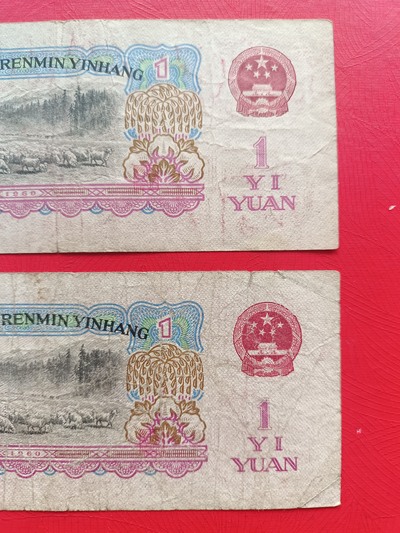 RENMIN YINHANG
1
1
YI
YUAN
1960
RENMIN YINHANG
1
1
YI
YUAN
1960